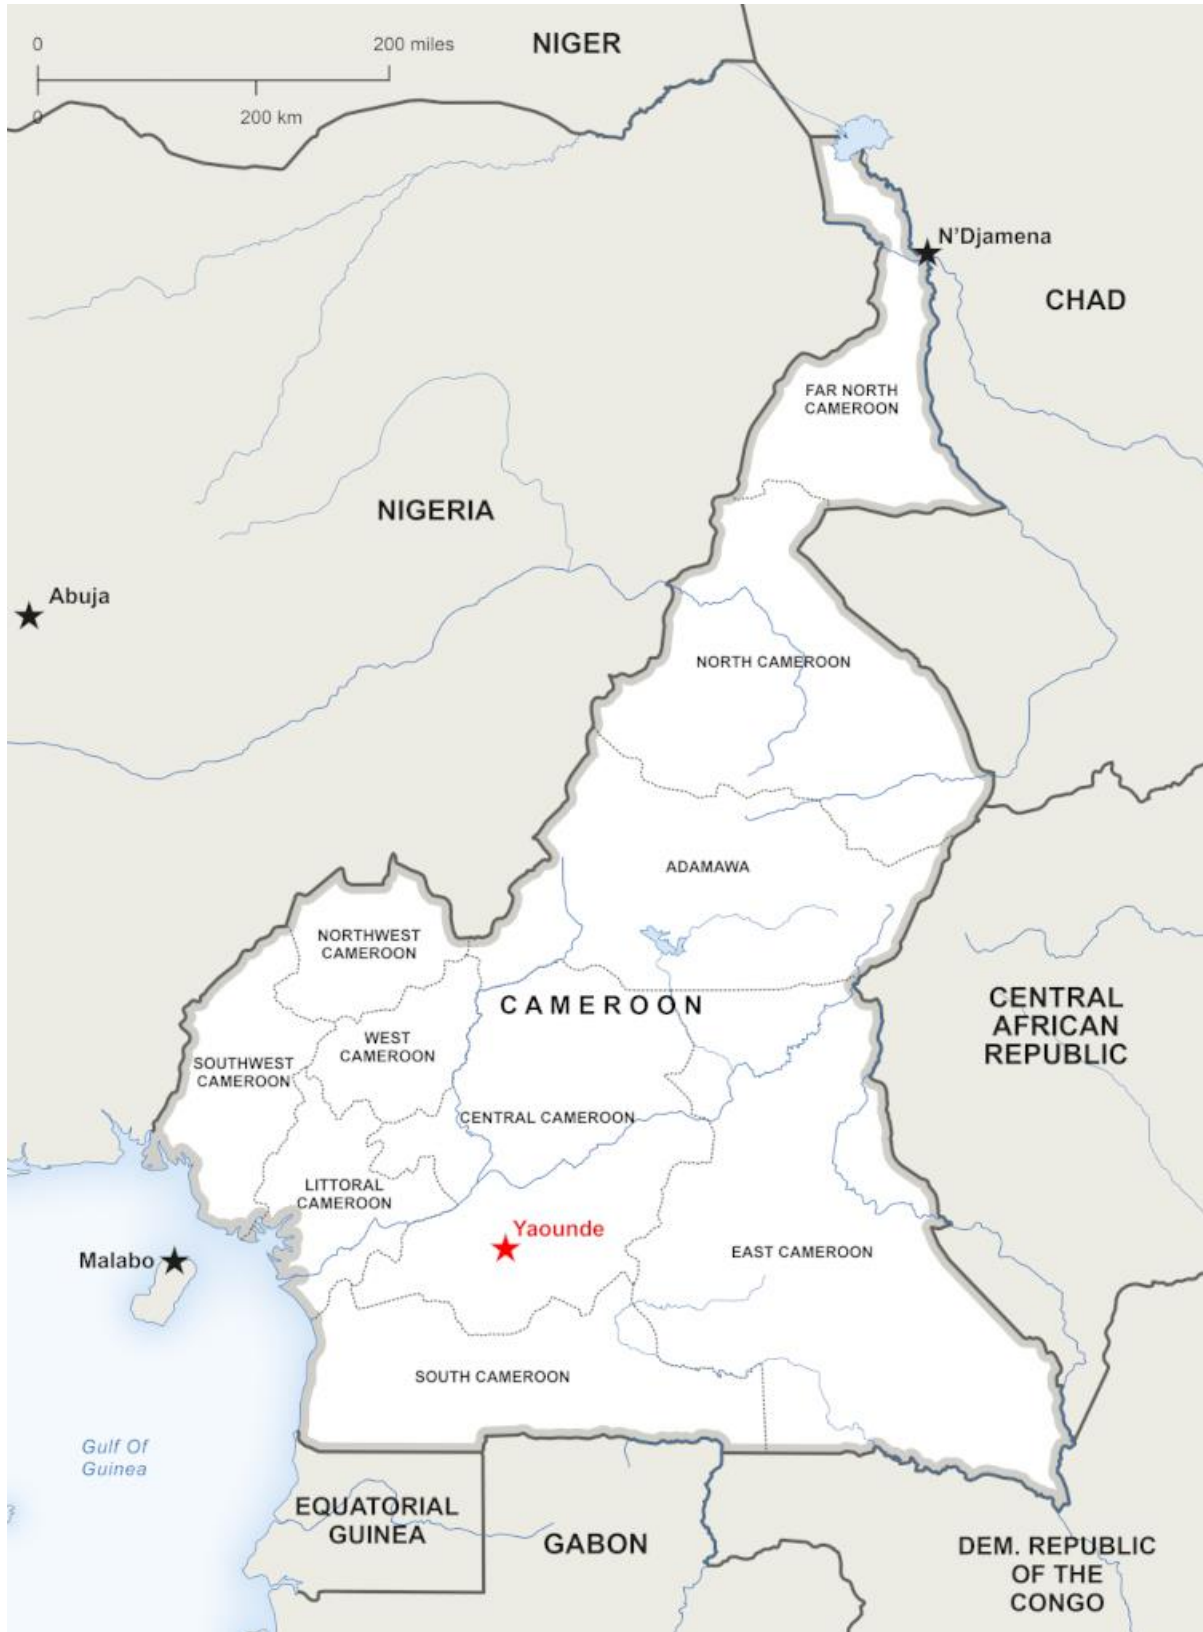 0
200 miles
0
200 km
NIGER
N'Djamena
CHAD
FAR NORTH
CAMEROON
NIGERIA
Abuja
NORTH CAMEROON
ADAMAWA
NORTHWEST
CAMEROON
CAMEROON
CENTRAL
AFRICAN
REPUBLIC
WEST
CAMEROON
SOUTHWEST
CAMEROON
CENTRAL CAMEROON
LITTORAL
CAMEROON
Yaounde
EAST CAMEROON
Malabo
SOUTH CAMEROON
Gulf Of
Guinea
EQUATORIAL
GUINEA
GABON
DEM. REPUBLIC
OF THE
CONGO